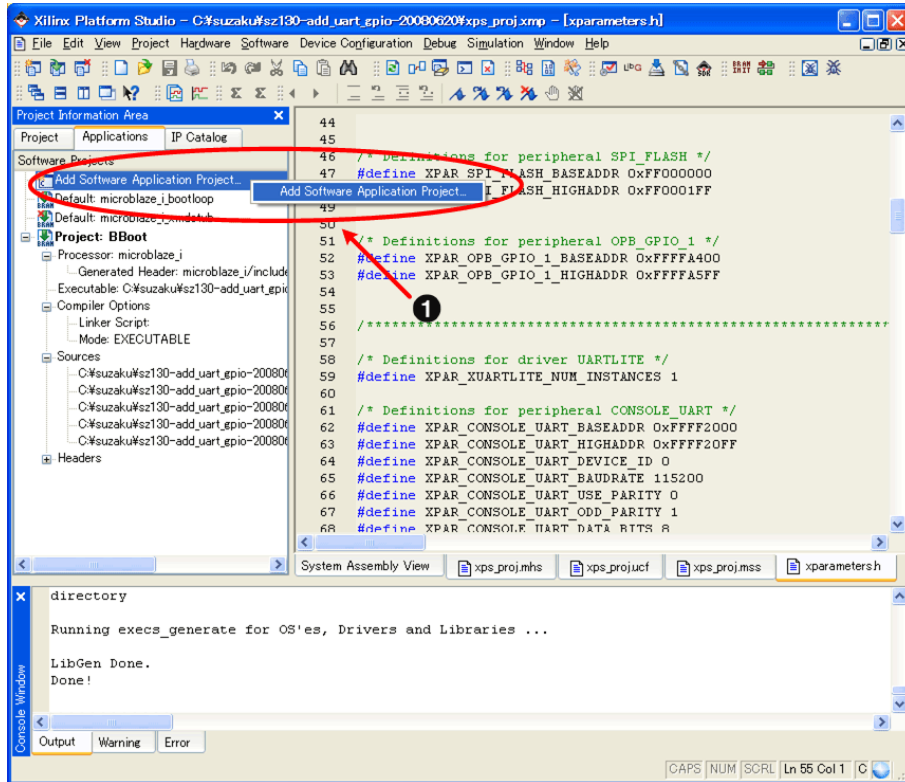 Xilinx Platform Studio - C:¥suzaku¥sz130-add_uart_gpio-20080620¥xps_proj.xmp - [xparameters.h]
File Edit View Project Hardware Software Device Configuration Debug Simulation Window Help
Project Information Area
Project Applications IP Catalog
Software Projects
Add Software Application Project...
Add Software Application Project...
Default: microblaze_i_bootloop
Default: microblaze_i_xmdstub
Project: BBoot
Processor: microblaze_i
Generated Header: microblaze_i/include
Executable: C:¥suzaku¥sz130-add_uart_gpio
Compiler Options
Linker Script:
Mode: EXECUTABLE
Sources
C:¥suzaku¥sz130-add_uart_gpio-20080
C:¥suzaku¥sz130-add_uart_gpio-20080
C:¥suzaku¥sz130-add_uart_gpio-20080
C:¥suzaku¥sz130-add_uart_gpio-20080
C:¥suzaku¥sz130-add_uart_gpio-20080
Headers
44
45
46 /* Definitions for peripheral SPI_FLASH */
47 #define XPAR_SPI_FLASH_BASEADDR 0xFF000000
I_FLASH_HIGHADDR 0xFF0001FF
49
50
51 /* Definitions for peripheral OPB_GPIO_1 */
52 #define XPAR_OPB_GPIO_1_BASEADDR 0xFFFFA400
53 #define XPAR_OPB_GPIO_1_HIGHADDR 0xFFFFA5FF
54
55
56 /******************************************************************
57
58 /* Definitions for driver UARTLITE */
59 #define XPAR_XUARTLITE_NUM_INSTANCES 1
60
61 /* Definitions for peripheral CONSOLE_UART */
62 #define XPAR_CONSOLE_UART_BASEADDR 0xFFFF2000
63 #define XPAR_CONSOLE_UART_HIGHADDR 0xFFFF20FF
64 #define XPAR_CONSOLE_UART_DEVICE_ID 0
65 #define XPAR_CONSOLE_UART_BAUDRATE 115200
66 #define XPAR_CONSOLE_UART_USE_PARITY 0
67 #define XPAR_CONSOLE_UART_ODD_PARITY 1
68 #define XPAR_CONSOLE_UART_DATA_BITS 8
1
System Assembly View xps_proj.mhs xps_proj.ucf xps_proj.mss xparameters.h
Console Window
directory
Running execs_generate for OS'es, Drivers and Libraries ...
LibGen Done.
Done!
Output Warning Error
CAPS NUM SCRL Ln 55 Col 1 C